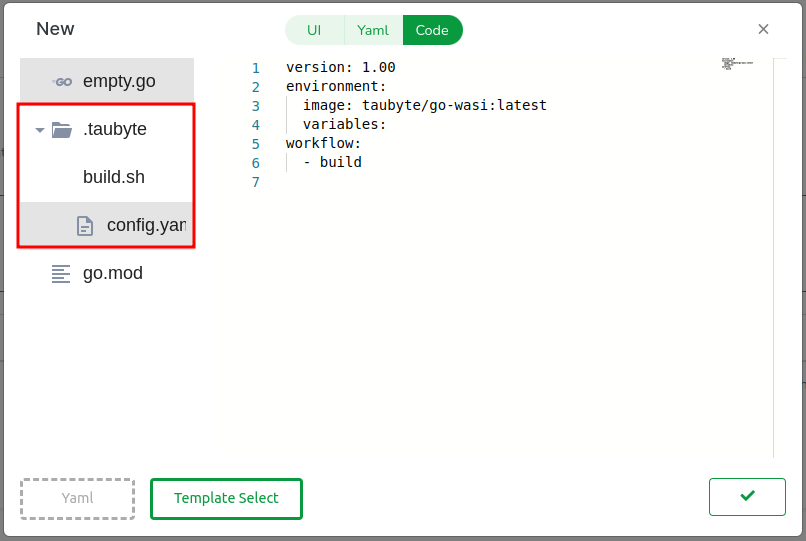 New
UI
Yaml
Code
empty.go
.taubyte
build.sh
config.yam
go.mod
1 version: 1.00
2 environment:
3 image: taubyte/go-wasi:latest
4 variables:
5 workflow:
6 - build
7
Yaml
Template Select